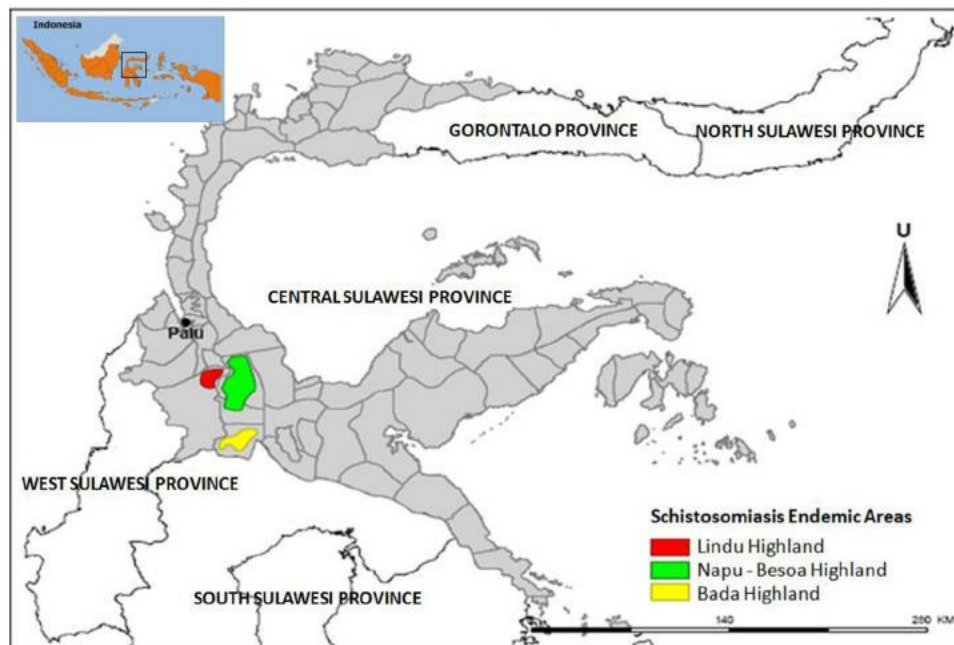 Indonesia
GORONTALO PROVINCE
NORTH SULAWESI PROVINCE
U
CENTRAL SULAWESI PROVINCE
Palu
WEST SULAWESI PROVINCE
Schistosomiasis Endemic Areas
Lindu Highland
Napu - Besoa Highland
Bada Highland
SOUTH SULAWESI PROVINCE
140
280 KM